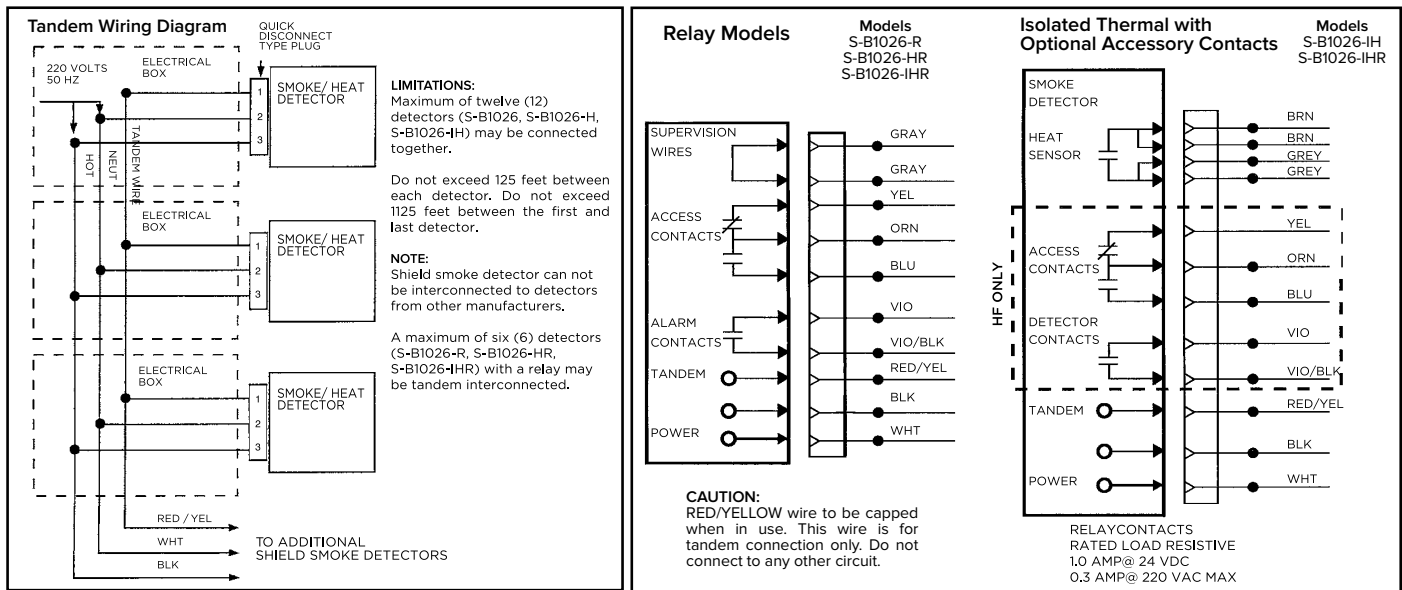 Tandem Wiring Diagram
QUICK
DISCONNECT
TYPE PLUG
220 VOLTS
50 HZ
ELECTRICAL
BOX
1
2
3
SMOKE/ HEAT
DETECTOR
HOT
NEUT
TANDEM WIRE
ELECTRICAL
BOX
1
2
3
SMOKE/ HEAT
DETECTOR
ELECTRICAL
BOX
1
2
3
SMOKE/ HEAT
DETECTOR
RED / YEL
WHT
BLK
TO ADDITIONAL
SHIELD SMOKE DETECTORS
LIMITATIONS:
Maximum of twelve (12)
detectors (S-B1026, S-B1026-H,
S-B1026-IH) may be connected
together.
Do not exceed 125 feet between
each detector. Do not exceed
1125 feet between the first and
last detector.
NOTE:
Shield smoke detector can not
be interconnected to detectors
from other manufacturers.
A maximum of six (6) detectors
(S-B1026-R, S-B1026-HR,
S-B1026-IHR) with a relay may
be tandem interconnected.
Relay Models
Models
S-B1026-R
S-B1026-HR
S-B1026-IHR
SUPERVISION
WIRES
ACCESS
CONTACTS
ALARM
CONTACTS
TANDEM
POWER
GRAY
GRAY
YEL
ORN
BLU
VIO
VIO/BLK
RED/YEL
BLK
WHT
CAUTION:
RED/YELLOW wire to be capped
when in use. This wire is for
tandem connection only. Do not
connect to any other circuit.
Isolated Thermal with
Optional Accessory Contacts
Models
S-B1026-IH
S-B1026-IHR
SMOKE
DETECTOR
HEAT
SENSOR
HF ONLY
ACCESS
CONTACTS
DETECTOR
CONTACTS
TANDEM
POWER
BRN
BRN
GREY
GREY
YEL
ORN
BLU
VIO
VIO/BLK
RED/YEL
BLK
WHT
RELAYCONTACTS
RATED LOAD RESISTIVE
1.0 AMP@ 24 VDC
0.3 AMP@ 220 VAC MAX